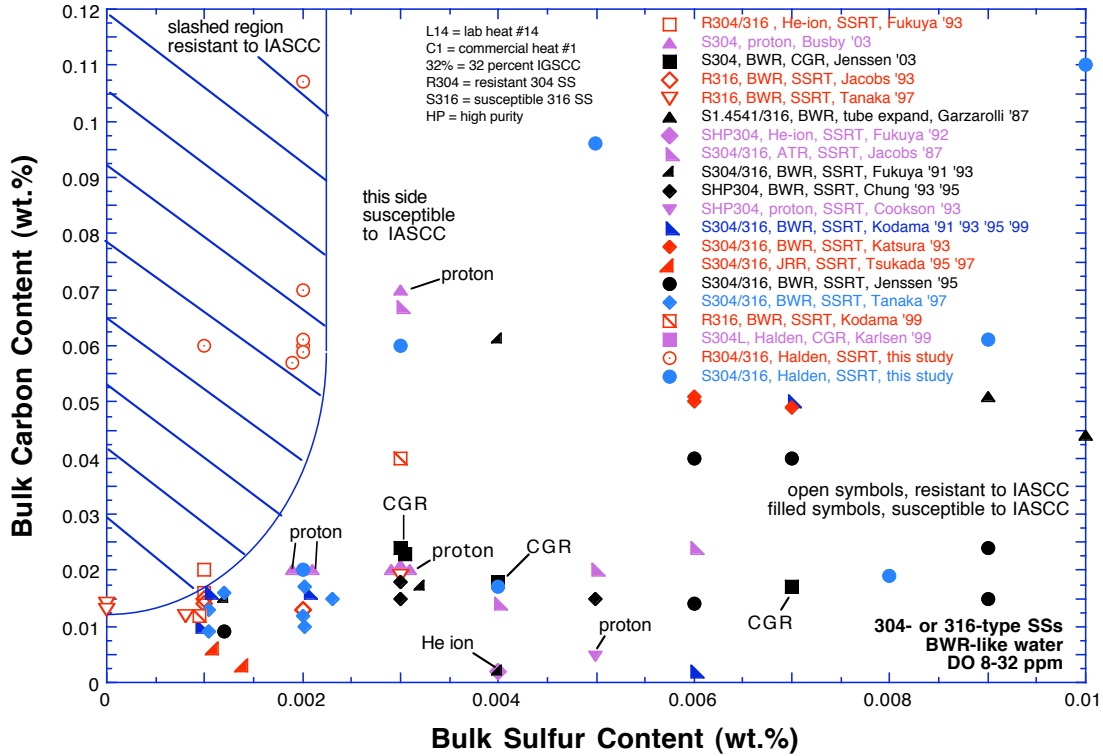 0.12
0.11
0.1
0.09
0.08
0.07
0.06
0.05
0.04
0.03
0.02
0.01
0
Bulk Carbon Content (wt.%)
slashed region
resistant to IASCC
L14 = lab heat #14
C1 = commercial heat #1
32% = 32 percent IGSCC
R304 = resistant 304 SS
S316 = susceptible 316 SS
HP = high purity
R304/316 , He-ion, SSRT, Fukuya '93
S304, proton, Busby '03
S304, BWR, CGR, Jenssen '03
R316, BWR, SSRT, Jacobs '93
R316, BWR, SSRT, Tanaka '97
S1.4541/316, BWR, tube expand, Garzarolli '87
SHP304, He-ion, SSRT, Fukuya '92
S304/316, ATR, SSRT, Jacobs '87
S304/316, BWR, SSRT, Fukuya '91 '93
SHP304, BWR, SSRT, Chung '93 '95
SHP304, proton, SSRT, Cookson '93
S304/316, BWR, SSRT, Kodama '91 '93 '95 '99
S304/316, BWR, SSRT, Katsura '93
S304/316, JRR, SSRT, Tsukada '95 '97
S304/316, BWR, SSRT, Jenssen '95
S304/316, BWR, SSRT, Tanaka '97
R316, BWR, SSRT, Kodama '99
S304L, Halden, CGR, Karlsen '99
R304/316, Halden, SSRT, this study
S304/316, Halden, SSRT, this study
this side
susceptible
to IASCC
proton
open symbols, resistant to IASCC
filled symbols, susceptible to IASCC
CGR
proton
proton
CGR
He ion
proton
CGR
304- or 316-type SSs
BWR-like water
DO 8-32 ppm
0
0.002
0.004
0.006
0.008
0.01
Bulk Sulfur Content (wt.%)